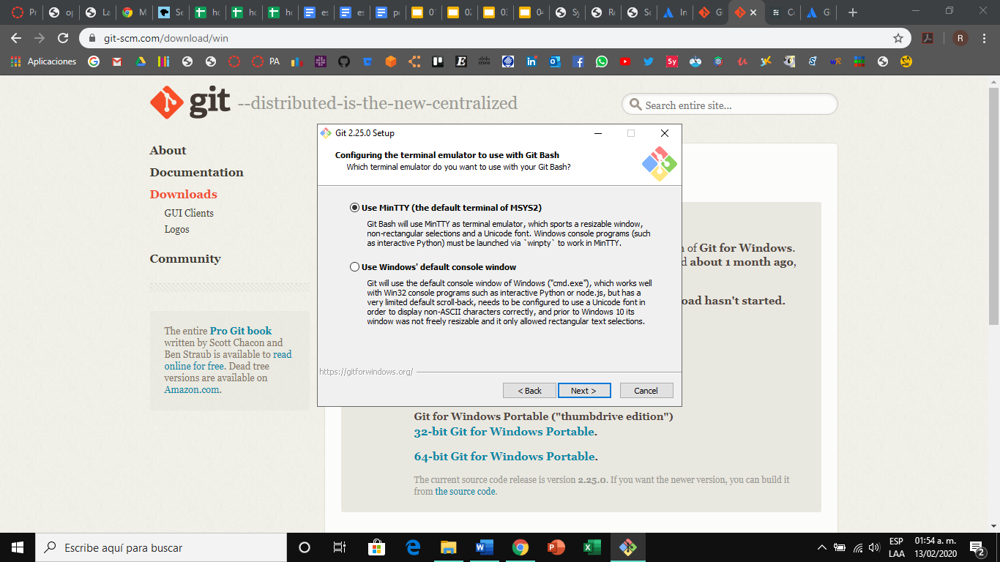 Pr
op
La
M
Se
ho
ho
ho
es
es
po
01
02
03
04
Sy
Re
Sc
In
G
Co
G
git-scm.com/download/win
R
Aplicaciones
PA
git --distributed-is-the-new-centralized
Search entire site...
About
Documentation
Downloads
GUI Clients
Logos
Community
The entire Pro Git book
written by Scott Chacon and
Ben Straub is available to read
online for free. Dead tree
versions are available on
Amazon.com.
Git 2.25.0 Setup
Configuring the terminal emulator to use with Git Bash
Which terminal emulator do you want to use with your Git Bash?
Use MinTTY (the default terminal of MSYS2)
Git Bash will use MinTTY as terminal emulator, which sports a resizable window,
non-rectangular selections and a Unicode font. Windows console programs (such
as interactive Python) must be launched via `winpty` to work in MinTTY.
Use Windows' default console window
Git will use the default console window of Windows ("cmd.exe"), which works well
with Win32 console programs such as interactive Python or node.js, but has a
very limited default scroll-back, needs to be configured to use a Unicode font in
order to display non-ASCII characters correctly, and prior to Windows 10 its
window was not freely resizable and it only allowed rectangular text selections.
https://gitforwindows.org/
< Back
Next >
Cancel
of Git for Windows.
about 1 month ago,
hasn't started.
Git for Windows Portable ("thumbdrive edition")
32-bit Git for Windows Portable.
64-bit Git for Windows Portable.
The current source code release is version 2.25.0. If you want the newer version, you can build it
from the source code.
Escribe aquí para buscar
ESP
LAA
01:54 a. m.
13/02/2020
2